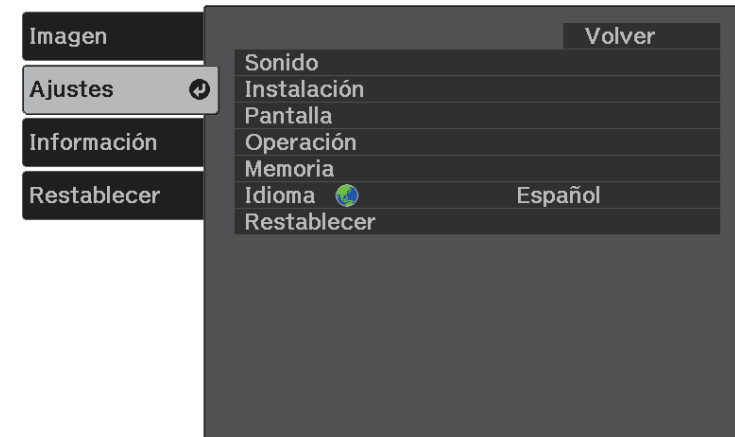 Imagen
Ajustes
Información
Restablecer
Volver
Sonido
Instalación
Pantalla
Operación
Memoria
Idioma Español
Restablecer